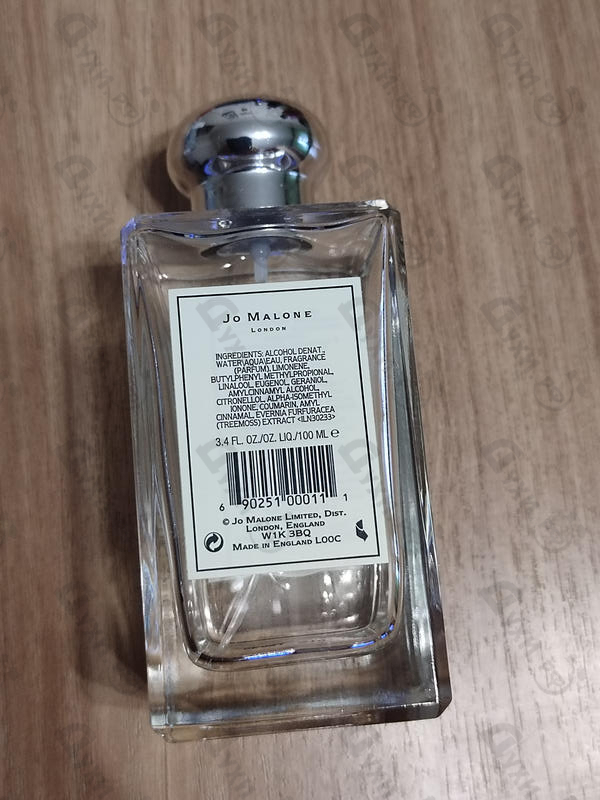 Jo Malone
London
INGREDIENTS: ALCOHOL DENAT.,
WATER\AQUA\EAU, FRAGRANCE
(PARFUM), LIMONENE,
BUTYLPHENYL METHYLPROPIONAL,
LINALOOL, EUGENOL, GERANIOL,
AMYLCINNAMYL ALCOHOL,
CITRONELLOL, ALPHA-ISOMETHYL
IONONE, COUMARIN, AMYL
CINNAMAL, EVERNIA FURFURACEA
(TREEMOSS) EXTRACT <ILN30233>
3.4 FL. OZ./OZ. LIQ./100 ML ℮
6 90251 00011 1
© Jo Malone Limited, Dist.
London, England
W1K 3BQ
Made in England L00C